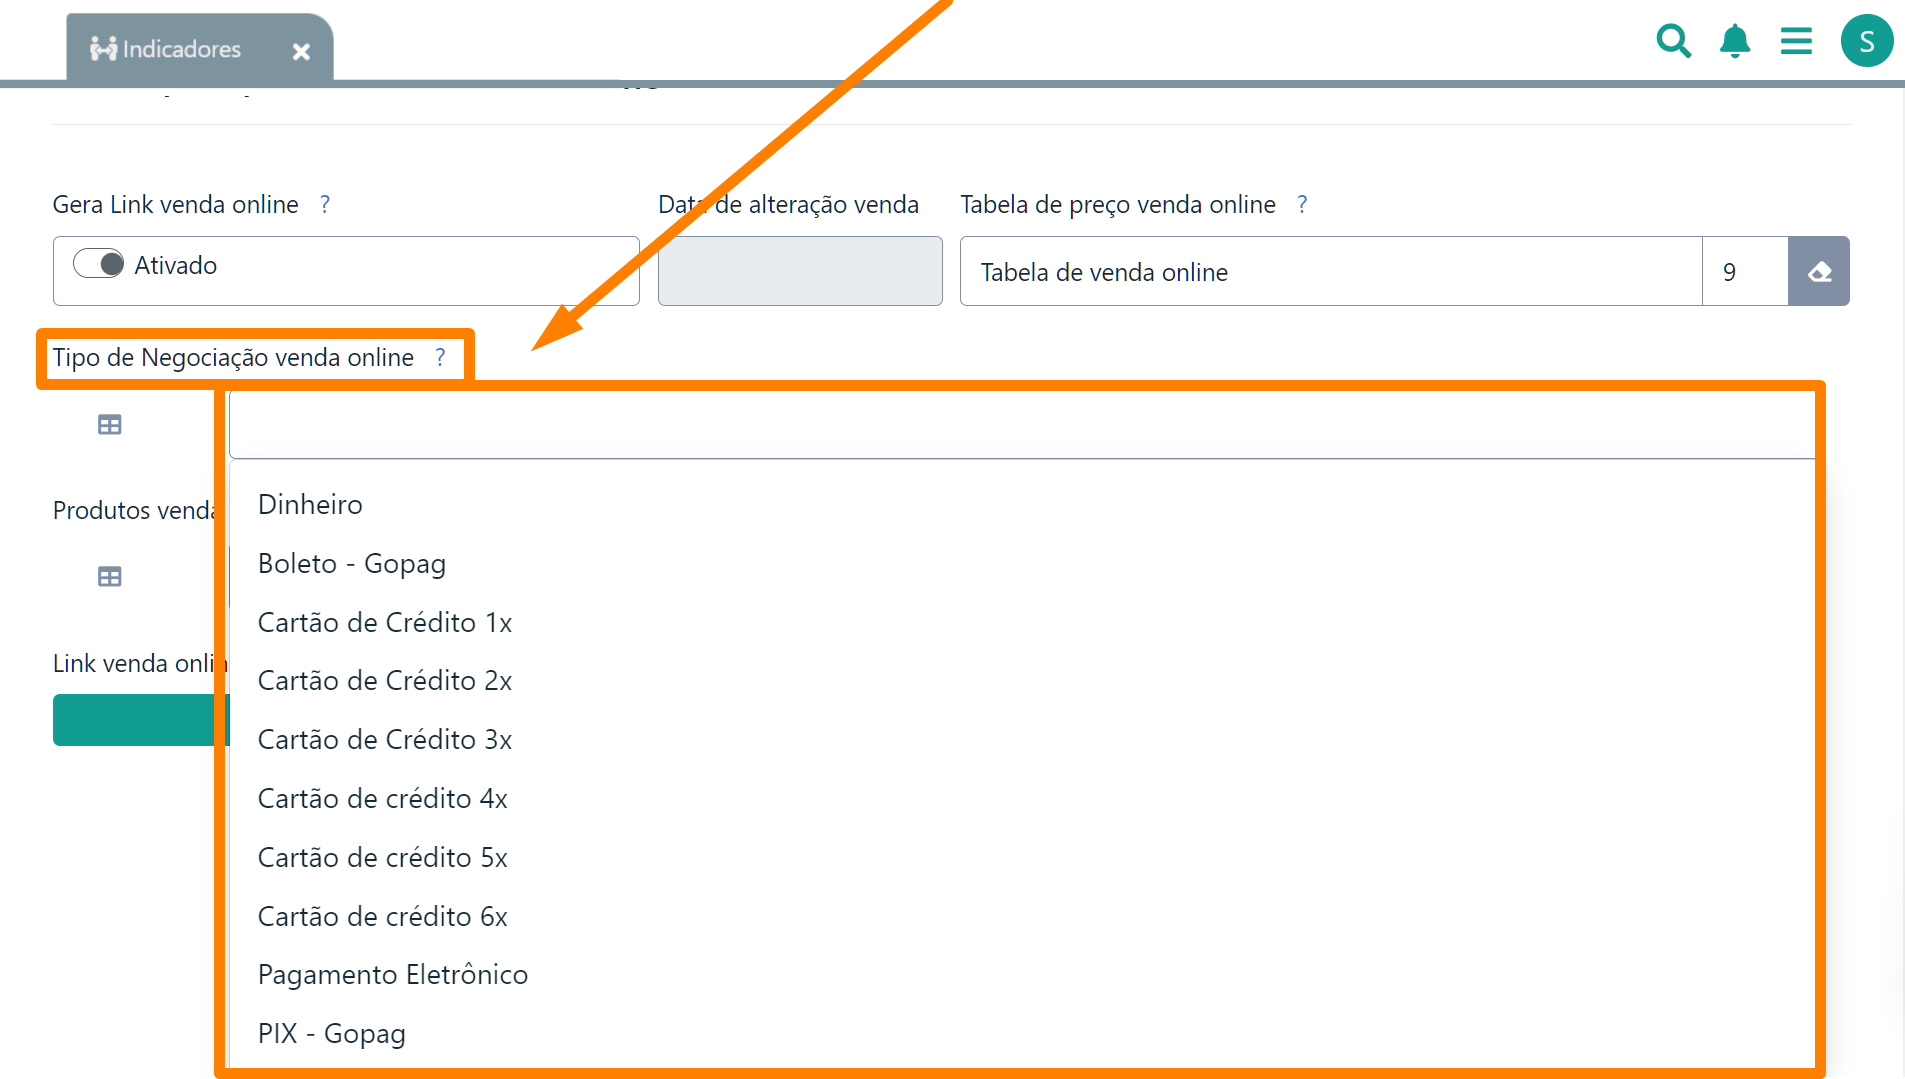 Indicadores
S
Gera Link venda online ?
Data de alteração venda
Tabela de preço venda online ?
Ativado
Tabela de venda online
9
Tipo de Negociação venda online ?
Dinheiro
Produtos venda
Boleto - Gopag
Cartão de Crédito 1x
Link venda onlin
Cartão de Crédito 2x
Cartão de Crédito 3x
Cartão de crédito 4x
Cartão de crédito 5x
Cartão de crédito 6x
Pagamento Eletrônico
PIX - Gopag